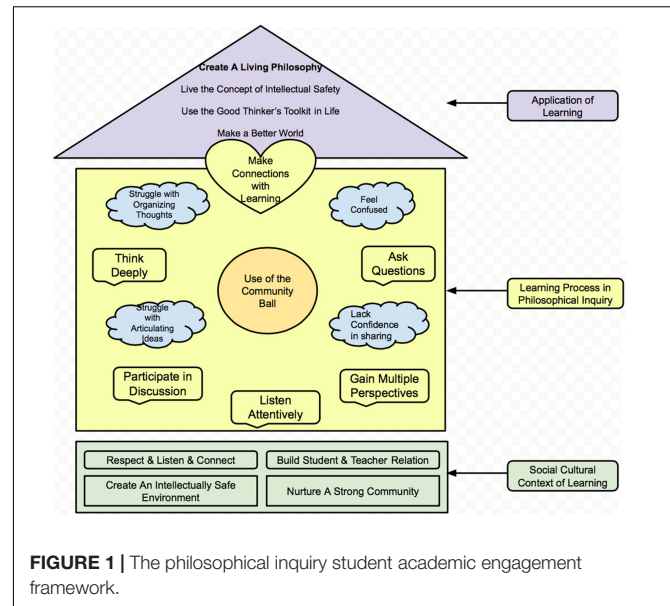 Create A Living Philosophy
Live the Concept of Intellectual Safety
Use the Good Thinker's Toolkit in Life
Make a Better World
Application of
Learning
Make
Connections
with
Learning
Struggle with
Organizing
Thoughts
Feel
Confused
Think
Deeply
Use of the
Community
Ball
Ask
Questions
Learning Process in
Philosophical Inquiry
Struggle
with
Articulating
Ideas
Lack
Confidence
in sharing
Participate in
Discussion
Listen
Attentively
Gain Multiple
Perspectives
Respect & Listen & Connect
Build Student & Teacher Relation
Create An Intellectually Safe
Environment
Nurture A Strong Community
Social Cultural
Context of Learning
FIGURE 1 | The philosophical inquiry student academic engagement
framework.